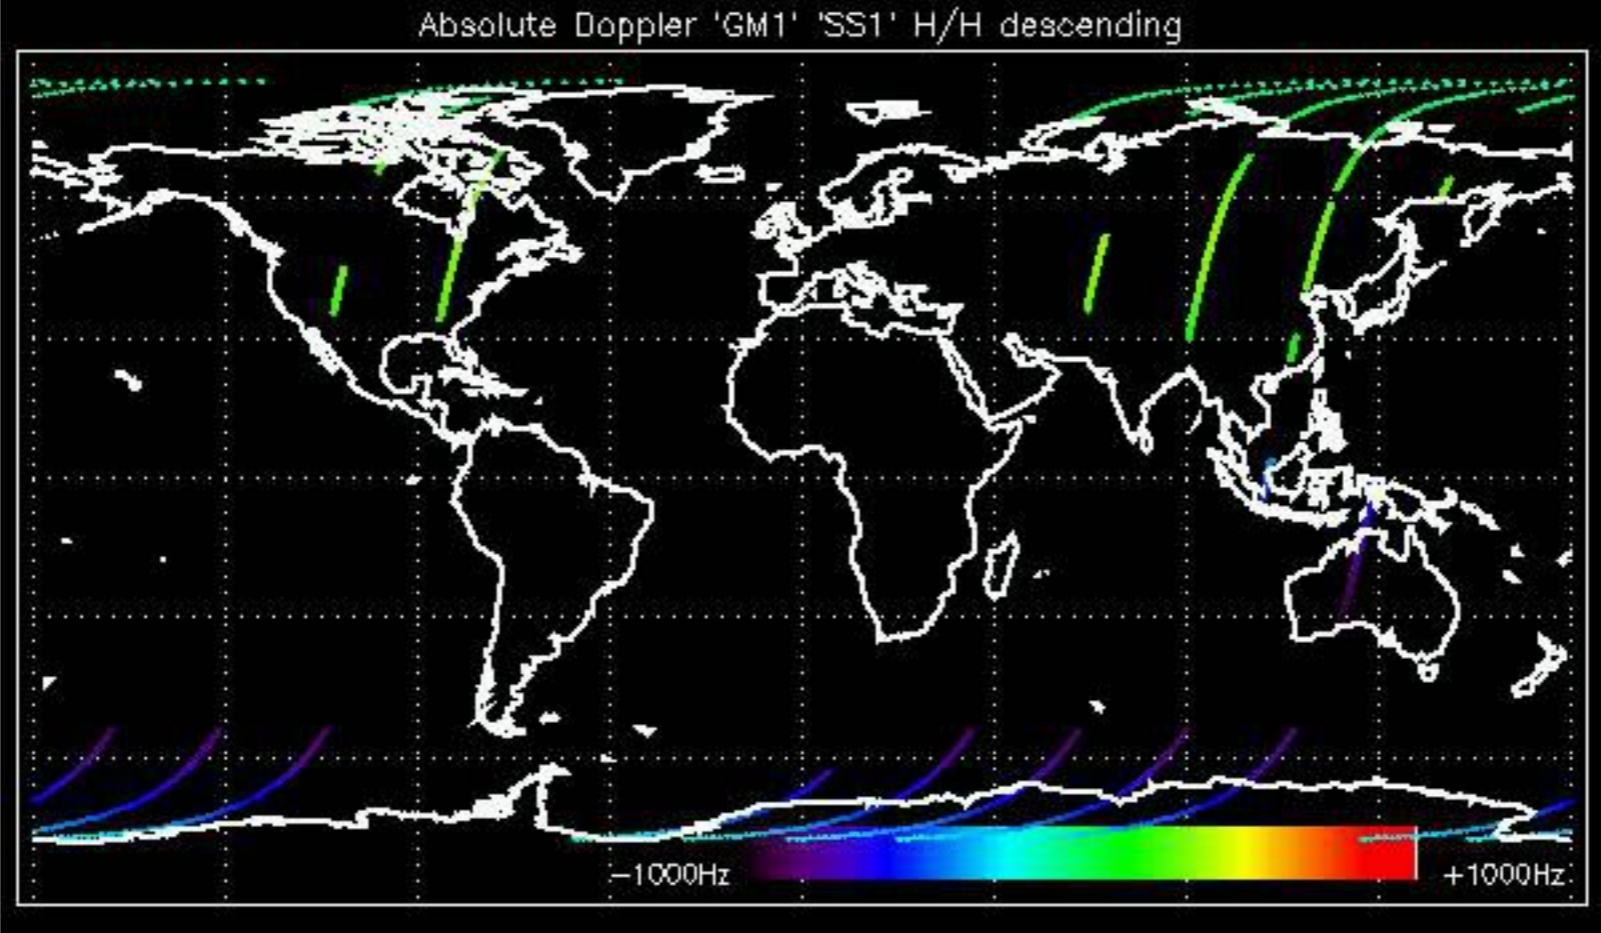 Absolute Doppler 'GM1' 'SS1' H/H descending
−1000Hz
+1000Hz